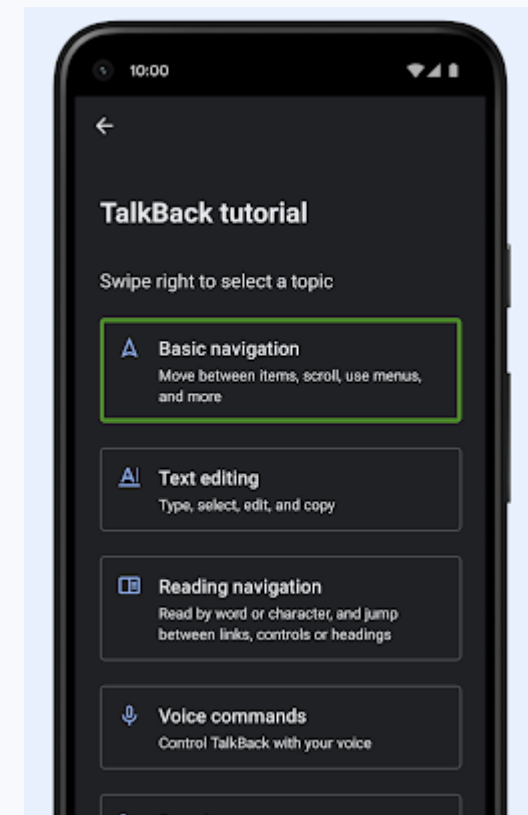 10:00
TalkBack tutorial
Swipe right to select a topic
Basic navigation
Move between items, scroll, use menus,
and more
Text editing
Type, select, edit, and copy
Reading navigation
Read by word or character, and jump
between links, controls or headings
Voice commands
Control TalkBack with your voice